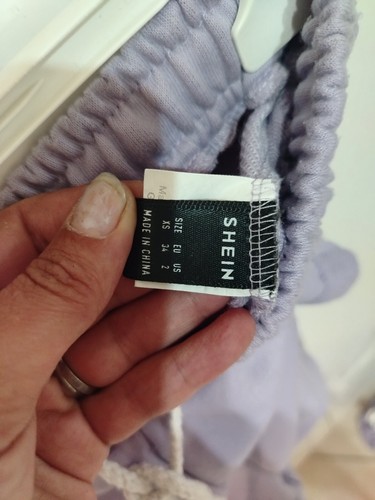 SHEIN
SIZE EU US
XS 34 2
MADE IN CHINA